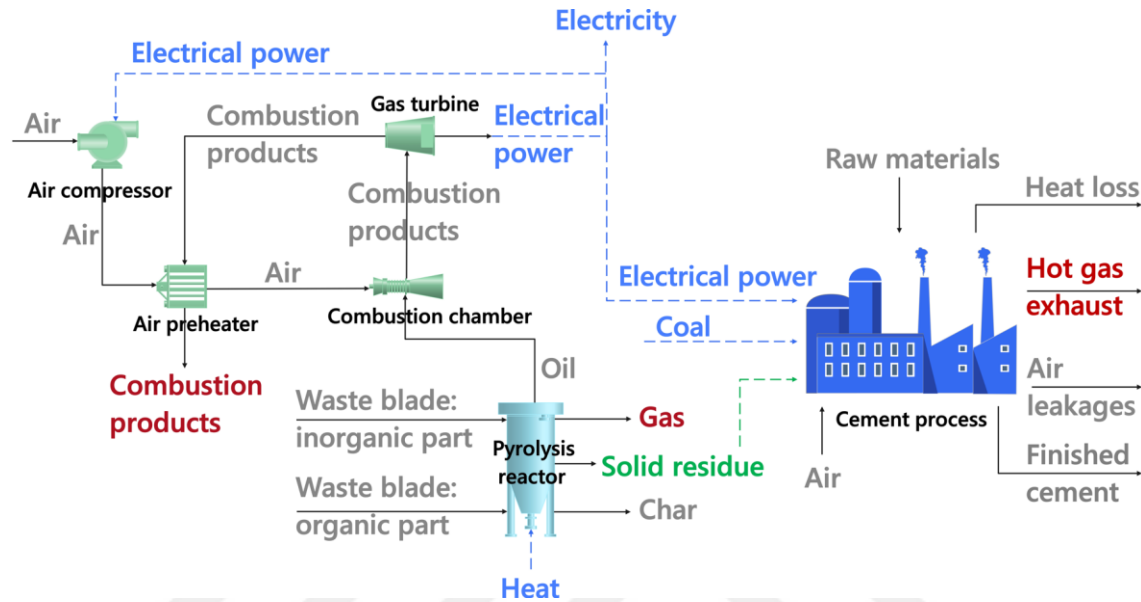 Electricity
Electrical power
Gas turbine
Air
Combustion
products
Electrical
power
Air compressor
Combustion
products
Raw materials
Heat loss
Air
Air
Electrical power
Hot gas
exhaust
Air preheater
Combustion chamber
Coal
Combustion
products
Oil
Air
leakages
Waste blade:
inorganic part
Gas
Cement process
Pyrolysis
reactor
Solid residue
Air
Finished
cement
Waste blade:
organic part
Char
Heat